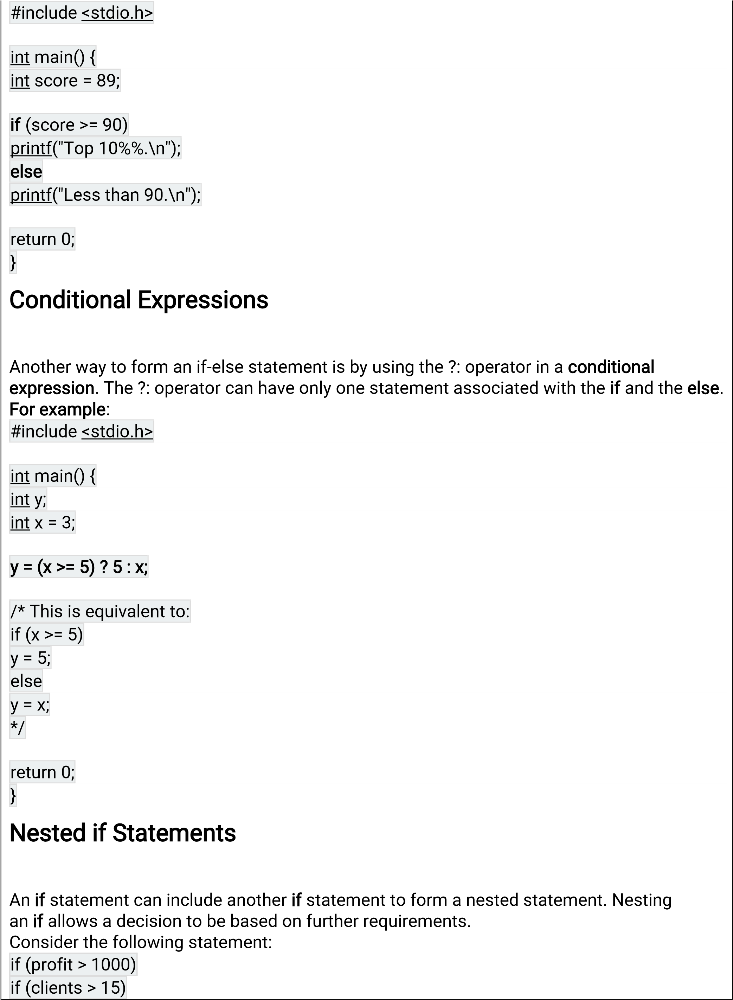 #include <stdio.h>
int main() {
int score = 89;
if (score >= 90)
printf("Top 10%%.\n");
else
printf("Less than 90.\n");
return 0;
}
Conditional Expressions
Another way to form an if-else statement is by using the ?: operator in a conditional
expression. The ?: operator can have only one statement associated with the if and the else.
For example:
#include <stdio.h>
int main() {
int y;
int x = 3;
y = (x >= 5) ? 5 : x;
/* This is equivalent to:
if (x >= 5)
y = 5;
else
y = x;
*/
return 0;
}
Nested if Statements
An if statement can include another if statement to form a nested statement. Nesting
an if allows a decision to be based on further requirements.
Consider the following statement:
if (profit > 1000)
if (clients > 15)